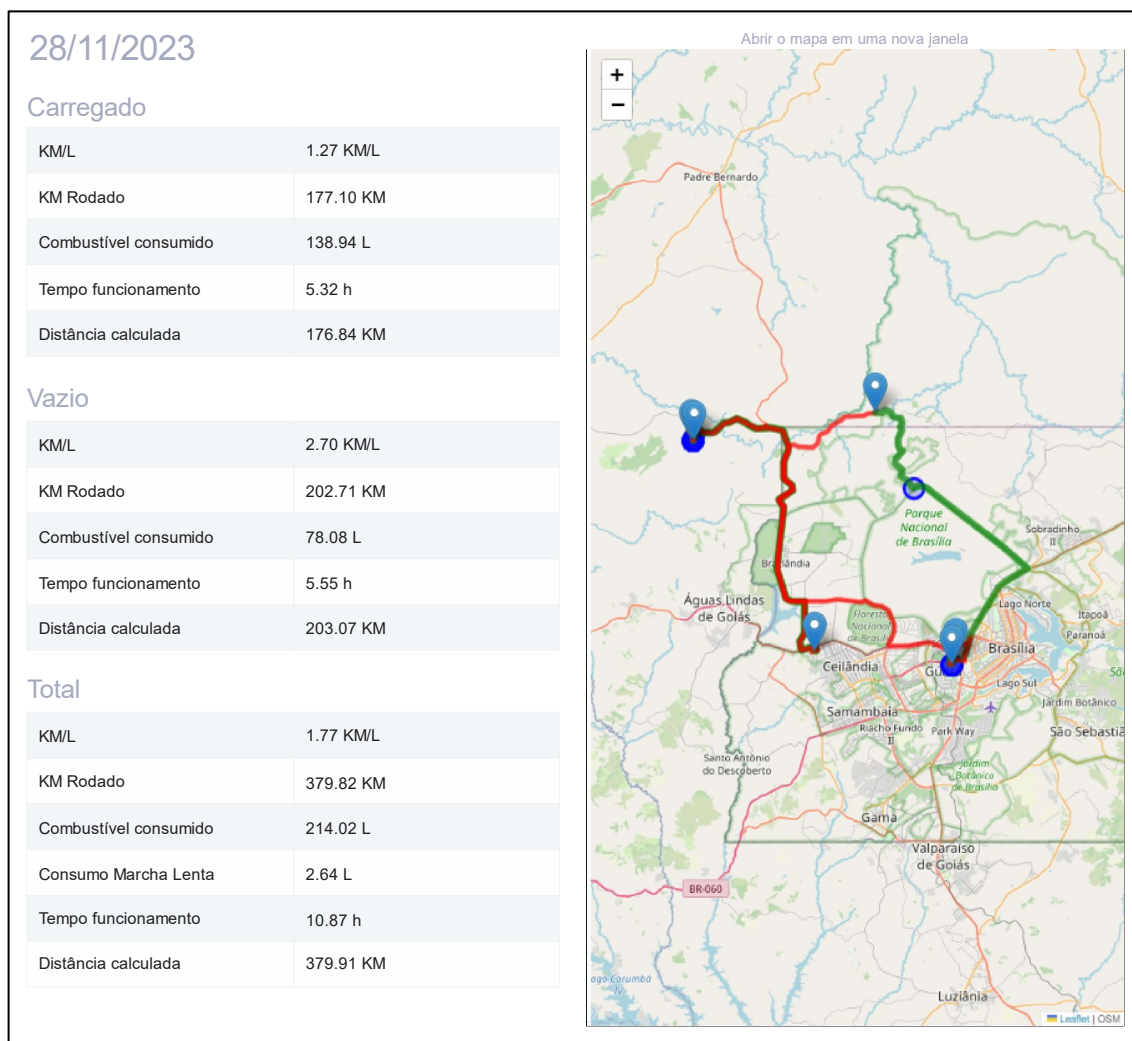 28/11/2023
Carregado
KM/L 1.27 KM/L
KM Rodado 177.10 KM
Combustível consumido 138.94 L
Tempo funcionamento 5.32 h
Distância calculada 176.84 KM
Vazio
KM/L 2.70 KM/L
KM Rodado 202.71 KM
Combustível consumido 78.08 L
Tempo funcionamento 5.55 h
Distância calculada 203.07 KM
Total
KM/L 1.77 KM/L
KM Rodado 379.82 KM
Combustível consumido 214.02 L
Consumo Marcha Lenta 2.64 L
Tempo funcionamento 10.87 h
Distância calculada 379.91 KM
Abrir o mapa em uma nova janela
+
−
Padre Bernardo
Parque
Nacional
de Brasília
Sobradinho
II
Águas Lindas
de Goiás
Lago Norte
Itapoã
Paranoá
Floresta
Nacional
Brasília
Ceilândia
Lago Sul
Jardim Botânico
Samambaia
Riacho Fundo
II
Park Way
São Sebastiã
Santo Antônio
do Descoberto
Jardim
Botânico
de Brasília
Gama
Valparaíso
de Goiás
BR-060
Corumbá
IV
Luziânia
Leaflet | OSM